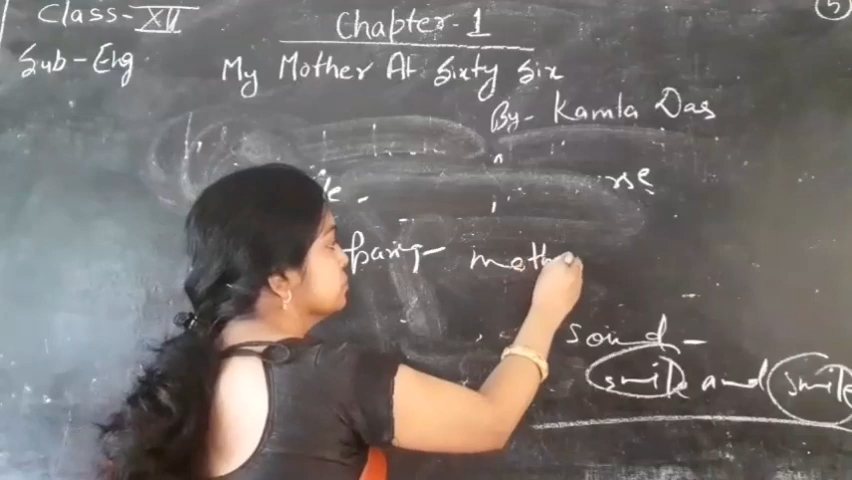 Class-XII
Chapter-1
5
Sub-Eng
My Mother At Sixty Six
By- Kamla Das
sound-
smile and smile